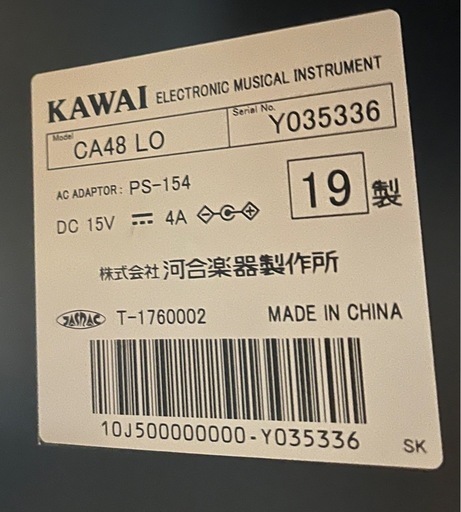 KAWAI ELECTRONIC MUSICAL INSTRUMENT
Model CA48 LO
Serial No. Y035336
AC ADAPTOR: PS-154
DC 15V ⎓ 4A
19 製
株式会社 河合楽器製作所
JASRAC T-1760002
MADE IN CHINA
10J500000000-Y035336
SK